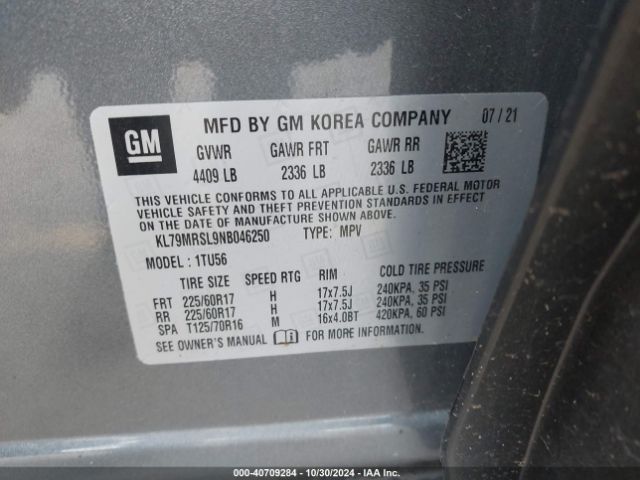 GM MFD BY GM KOREA COMPANY 07/21
GVWR GAWR FRT GAWR RR
4409 LB 2336 LB 2336 LB
THIS VEHICLE CONFORMS TO ALL APPLICABLE U.S. FEDERAL MOTOR
VEHICLE SAFETY AND THEFT PREVENTION STANDARDS
IN EFFECT ON THE DATE OF MANUFACTURE SHOWN ABOVE.
KL79MRSL9NB046250 TYPE: MPV
MODEL: 1TU56
TIRE SIZE SPEED RTG RIM COLD TIRE PRESSURE
FRT 225/60R17 H 17x7.5J 240KPA, 35 PSI
RR 225/60R17 H 17x7.5J 240KPA, 35 PSI
SPA T125/70R16 M 16x4.0BT 420KPA, 60 PSI
SEE OWNER'S MANUAL FOR MORE INFORMATION
000-40709284 - 10/30/2024 - IAA Inc.